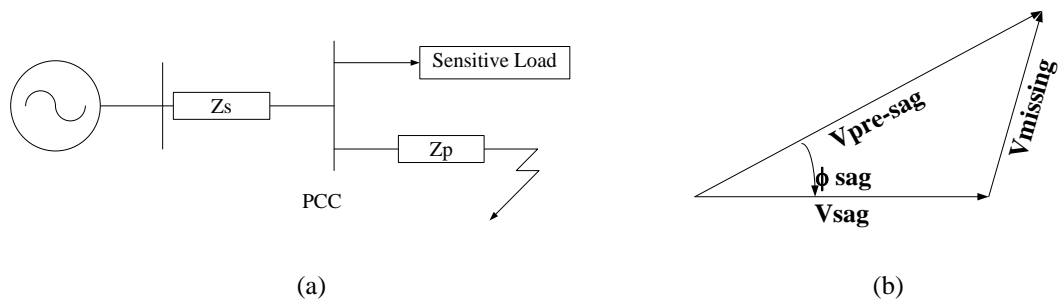 Sensitive Load
Zs
Zp
PCC
(a)
Vpre-sag
Vmissing
ϕ sag
Vsag
(b)